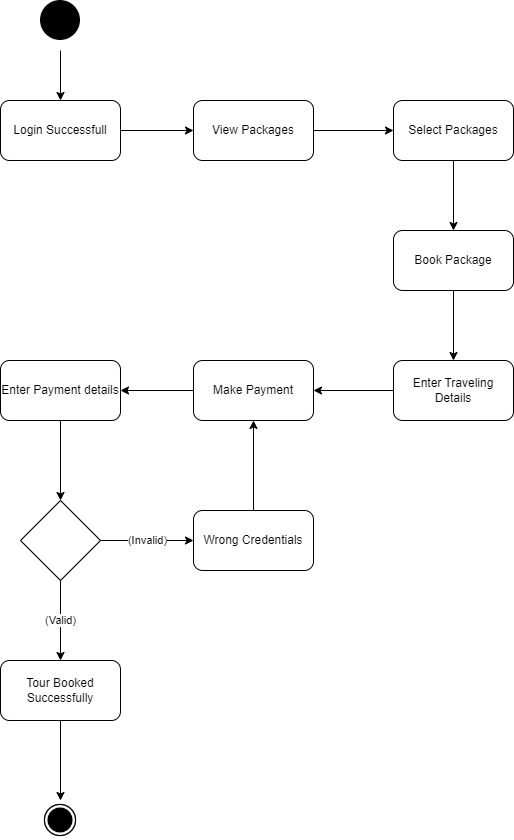 Login Successfull
View Packages
Select Packages
Book Package
Enter Payment details
Make Payment
Enter Traveling
Details
(Invalid)
Wrong Credentials
(Valid)
Tour Booked
Successfully